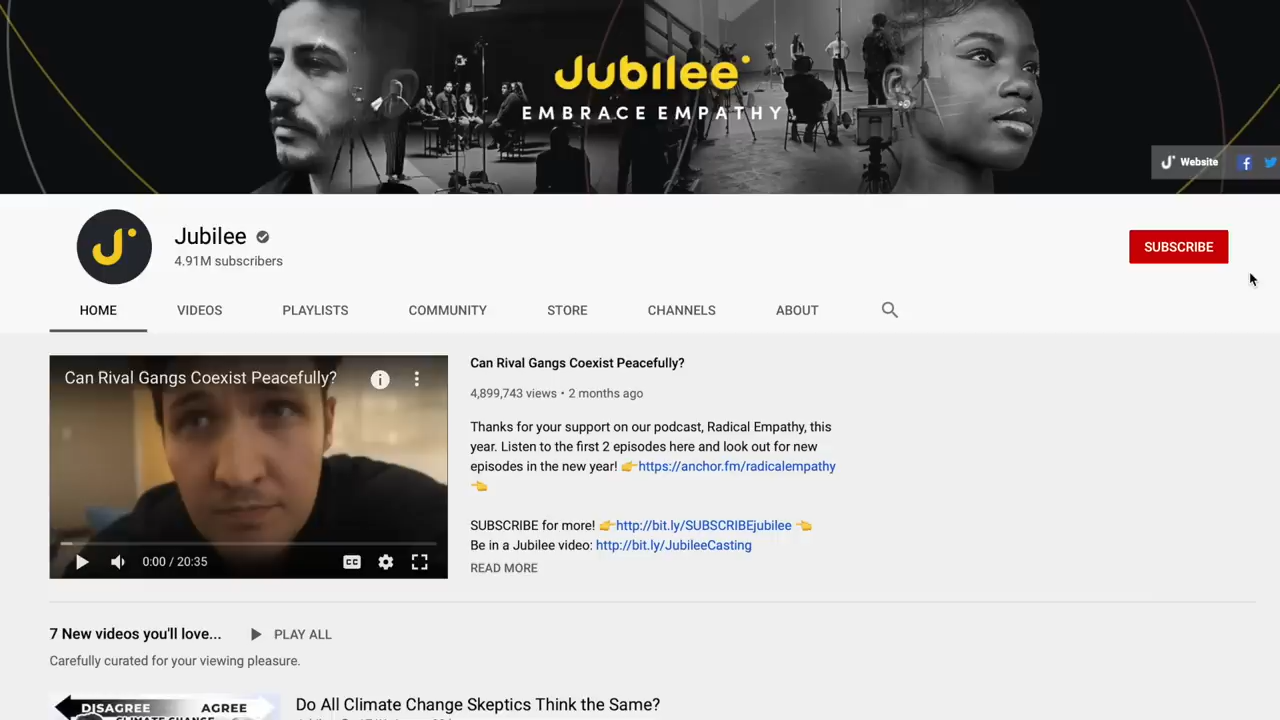 Jubilee
EMBRACE EMPATHY
Website
Jubilee
4.91M subscribers
SUBSCRIBE
HOME VIDEOS PLAYLISTS COMMUNITY STORE CHANNELS ABOUT
Can Rival Gangs Coexist Peacefully?
0:00 / 20:35
CC
Can Rival Gangs Coexist Peacefully?
4,899,743 views • 2 months ago
Thanks for your support on our podcast, Radical Empathy, this
year. Listen to the first 2 episodes here and look out for new
episodes in the new year! 👉https://anchor.fm/radicalempathy
👈
SUBSCRIBE for more! 👉http://bit.ly/SUBSCRIBEjubilee 👈
Be in a Jubilee video: http://bit.ly/JubileeCasting
READ MORE
7 New videos you'll love... PLAY ALL
Carefully curated for your viewing pleasure.
DISAGREE AGREE
CLIMATE CHANGE
Do All Climate Change Skeptics Think the Same?